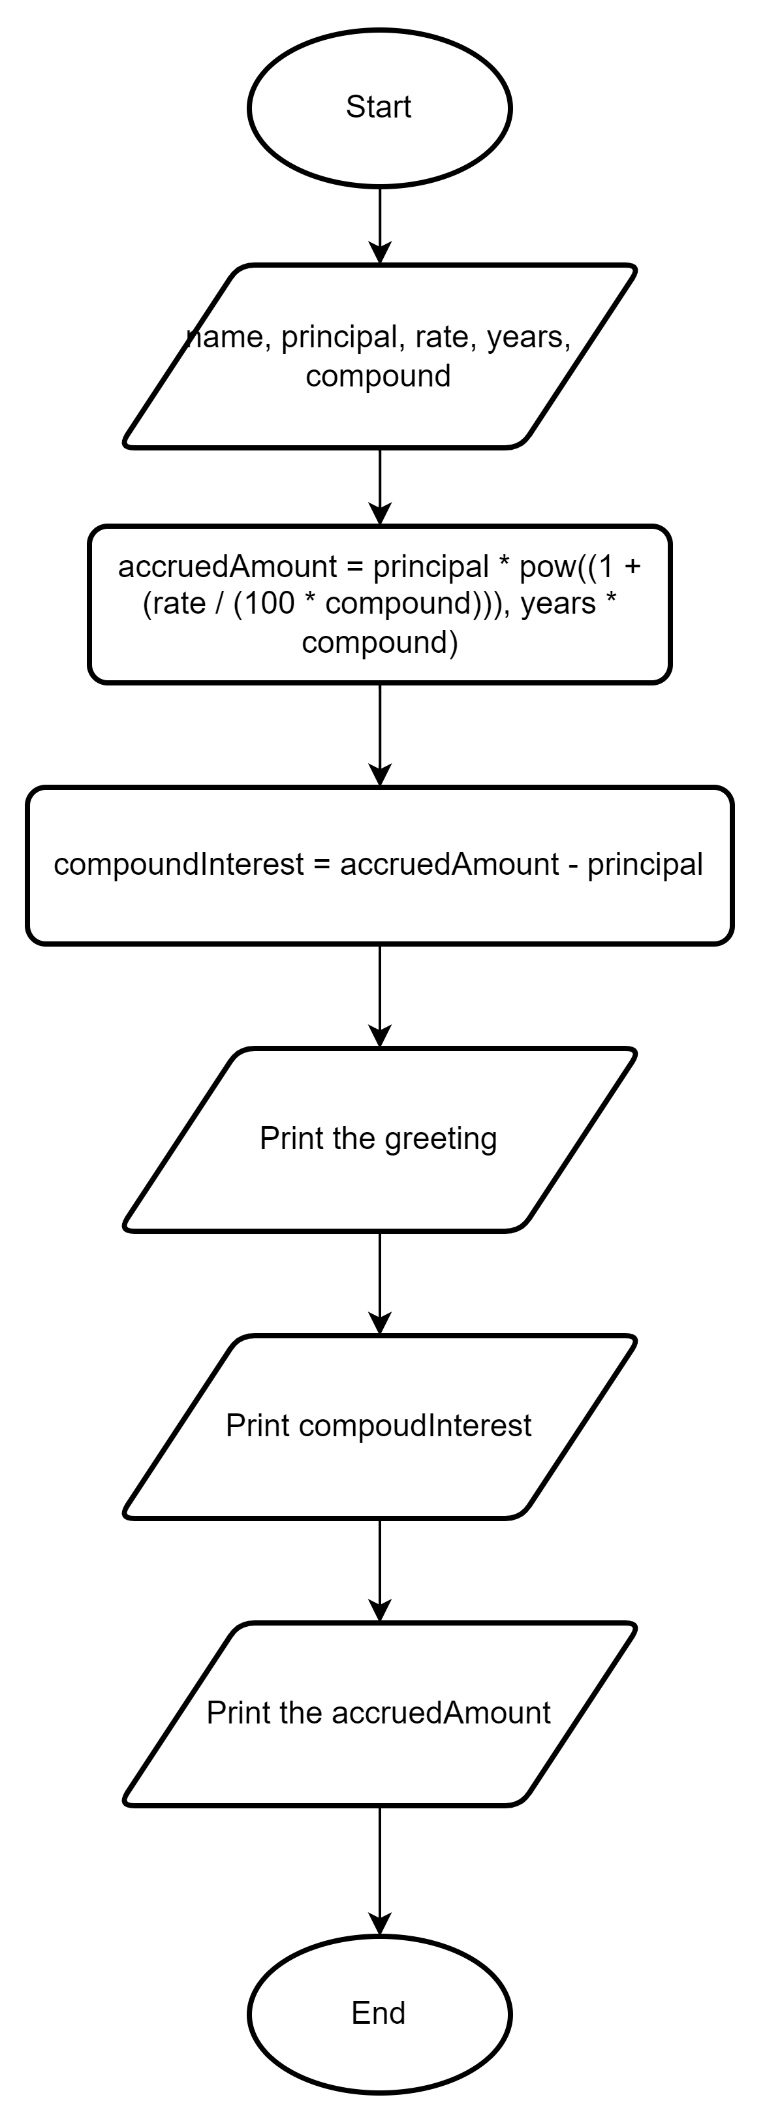 Start
name, principal, rate, years,
compound
accruedAmount = principal * pow((1 +
(rate / (100 * compound))), years *
compound)
compoundInterest = accruedAmount - principal
Print the greeting
Print compoudInterest
Print the accruedAmount
End